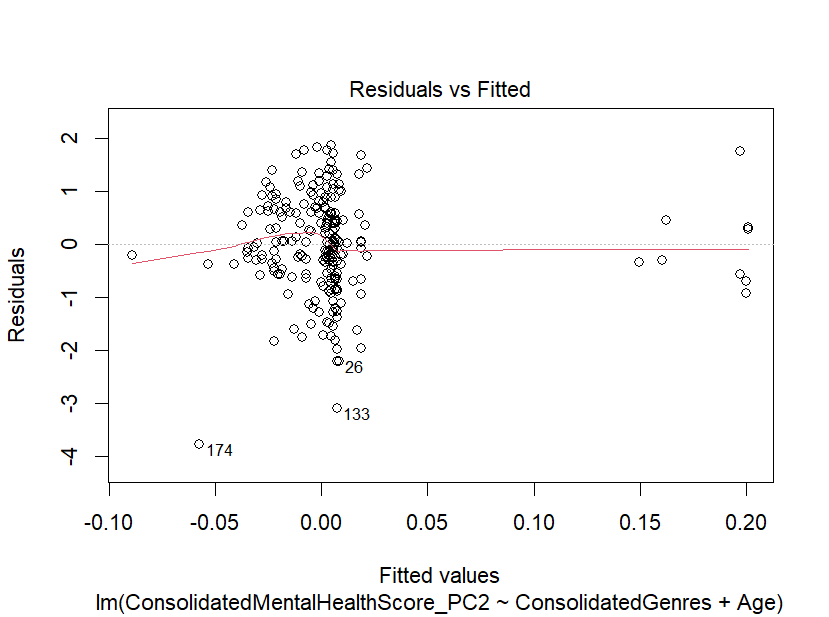 Residuals vs Fitted
Residuals
2
1
0
-1
-2
-3
-4
26
133
174
-0.10 -0.05 0.00 0.05 0.10 0.15 0.20
Fitted values
lm(ConsolidatedMentalHealthScore_PC2 ~ ConsolidatedGenres + Age)